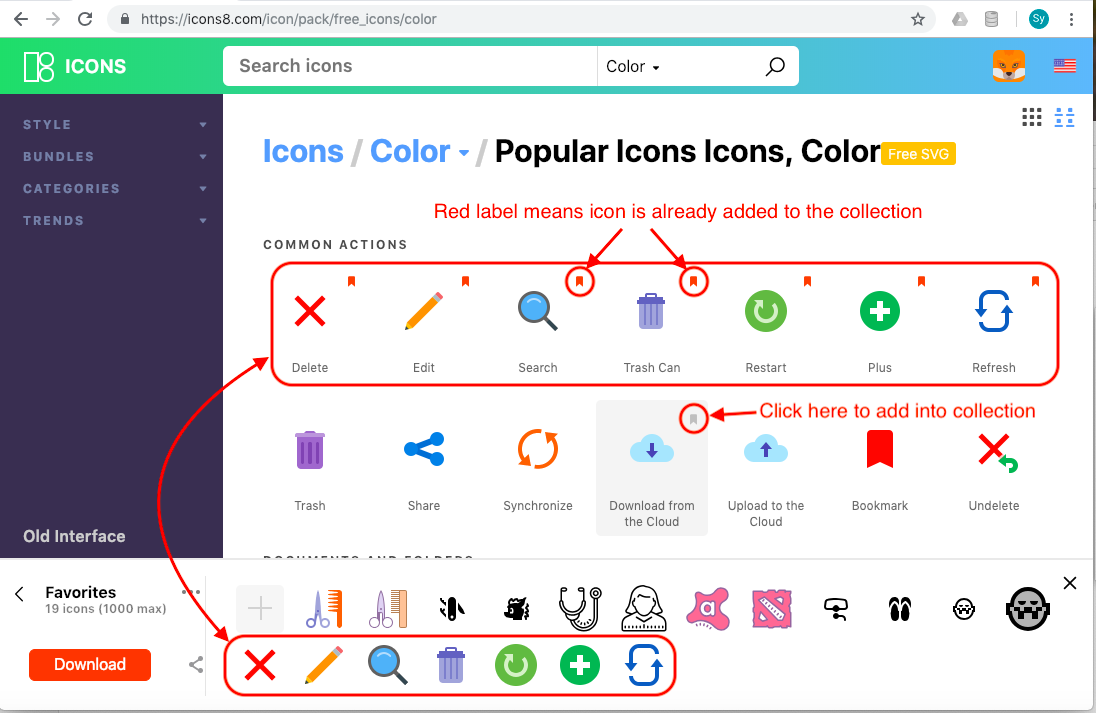 https://icons8.com/icon/pack/free_icons/color
Sy
ICONS
Search icons
Color
STYLE
BUNDLES
CATEGORIES
TRENDS
Old Interface
Icons / Color / Popular Icons Icons, Color Free SVG
Red label means icon is already added to the collection
COMMON ACTIONS
Delete
Edit
Search
Trash Can
Restart
Plus
Refresh
Click here to add into collection
Trash
Share
Synchronize
Download from
the Cloud
Upload to the
Cloud
Bookmark
Undelete
DOCUMENTS AND FOLDERS
Favorites
19 icons (1000 max)
Download
a